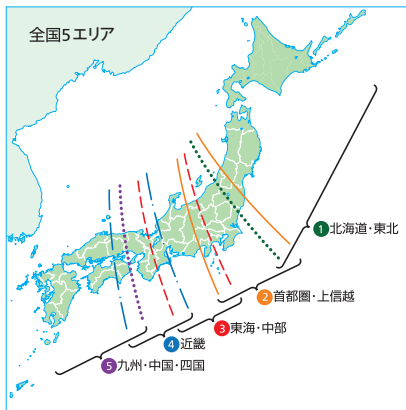 全国5エリア
1北海道・東北
2首都圏・上信越
3東海・中部
4近畿
5九州・中国・四国